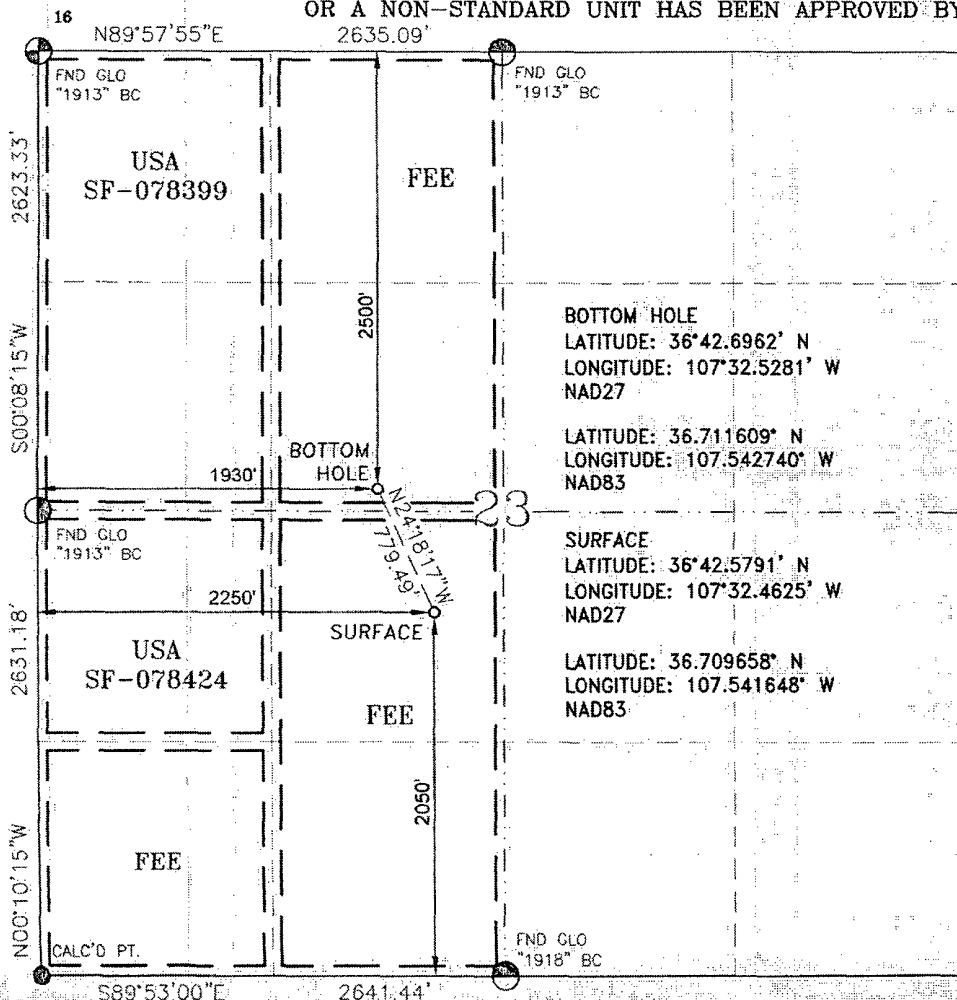 OR A NON-STANDARD UNIT HAS BEEN APPROVED BY
16
N89°57'55"E 2635.09'
FND GLO
"1913" BC
FND GLO
"1913" BC
2623.33'
S00°08'15"W
USA
SF-078399
FEE
2500'
BOTTOM HOLE
LATITUDE: 36°42.6962' N
LONGITUDE: 107°32.5281' W
NAD27
LATITUDE: 36.711609° N
LONGITUDE: 107.542740° W
NAD83
1930'
BOTTOM
HOLE
23
N24°18'17"W
779.49'
FND GLO
"1913" BC
SURFACE
LATITUDE: 36°42.5791' N
LONGITUDE: 107°32.4625' W
NAD27
LATITUDE: 36.709658° N
LONGITUDE: 107.541648° W
NAD83
2250'
SURFACE
2631.18'
N00°10'15"W
USA
SF-078424
FEE
2050'
FEE
CALC'D PT.
FND GLO
"1918" BC
S89°53'00"E 2641.44'